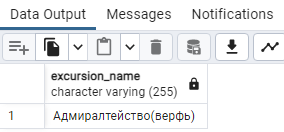 Data Output Messages Notifications
excursion_name
character varying (255)
1 Адмиралтейство(верфь)